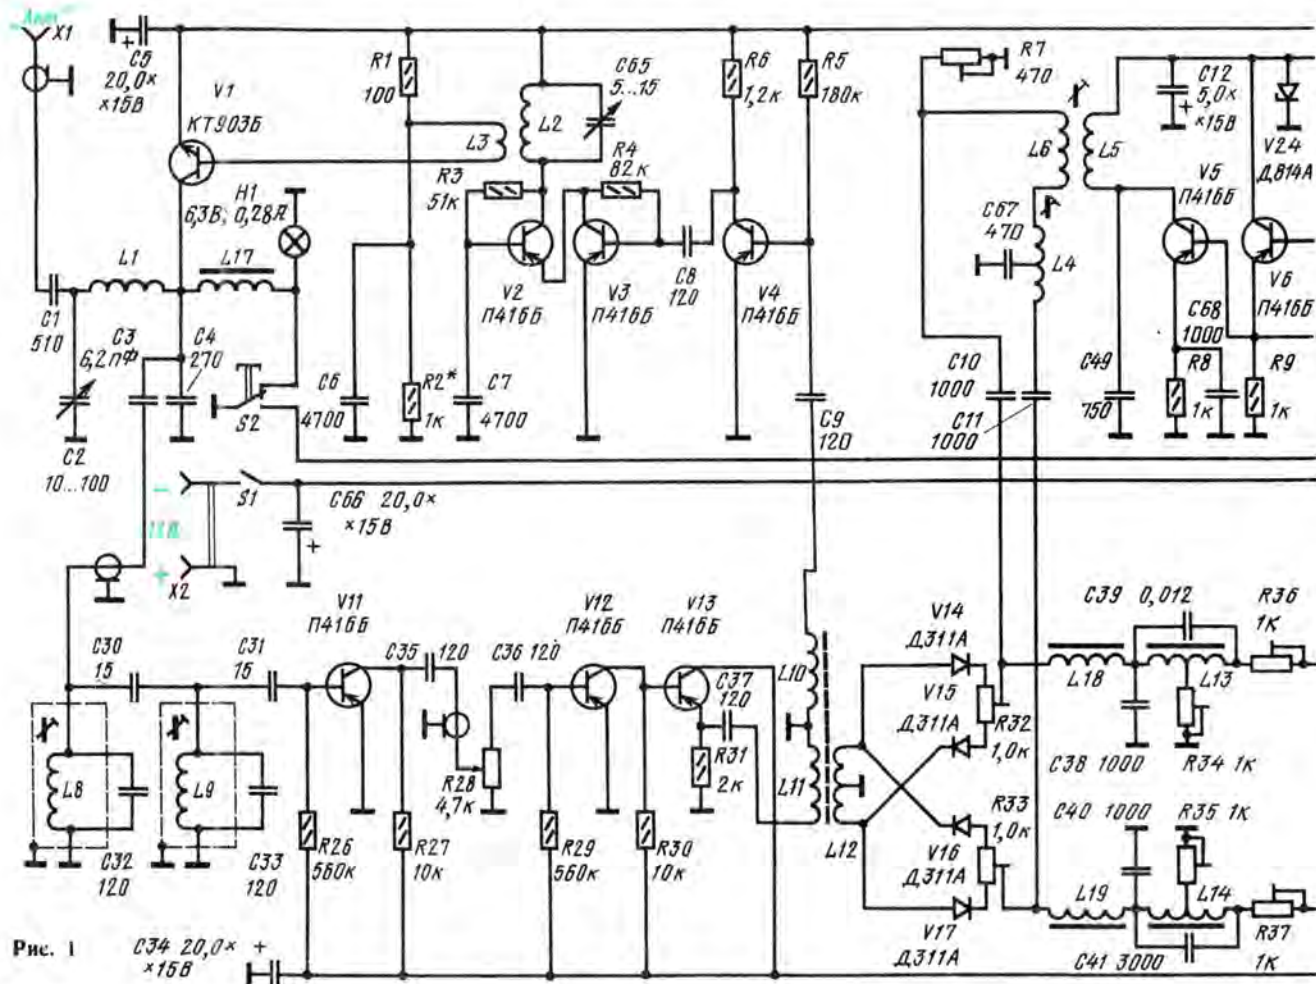 „Ант"
X1
C5
20,0×
×15В
V1
КТ903Б
R1
100
C65
5...15
L2
L3
R6
1,2к
R5
180к
R7
470
C12
5,0×
×15В
L6
L5
V24
Д814А
R4
82к
R3
51к
H1
6,3В; 0,28А
C67
470
L4
V5
П416Б
V6
П416Б
L1
L17
C8
120
V2
П416Б
V3
П416Б
V4
П416Б
C1
510
6,2пФ
C3
C4
270
C6
4700
R2*
1к
C7
4700
C9
120
C10
1000
C11
1000
C49
750
C68
1000
R8
1к
R9
1к
S2
C2
10...100
S1
C66 20,0×
×15В
−
+
X2
V11
П416Б
V12
П416Б
V13
П416Б
V14
Д311А
C39 0,012
R36
1К
C30
15
C31
15
C35
120
C36 120
C37
120
L10
V15
Д311А
R32
1,0к
L18
L13
L8
L9
R28
4,7к
R31
2к
L11
C38 1000
R34 1к
R33
1,0к
C40 1000
R35 1к
C32
120
C33
120
R26
560к
R27
10к
R29
560к
R30
10к
L12
V16
Д311А
L19
L14
R37
1К
V17
Д311А
C41 3000
Рис. 1
C34 20,0×
×15В
+